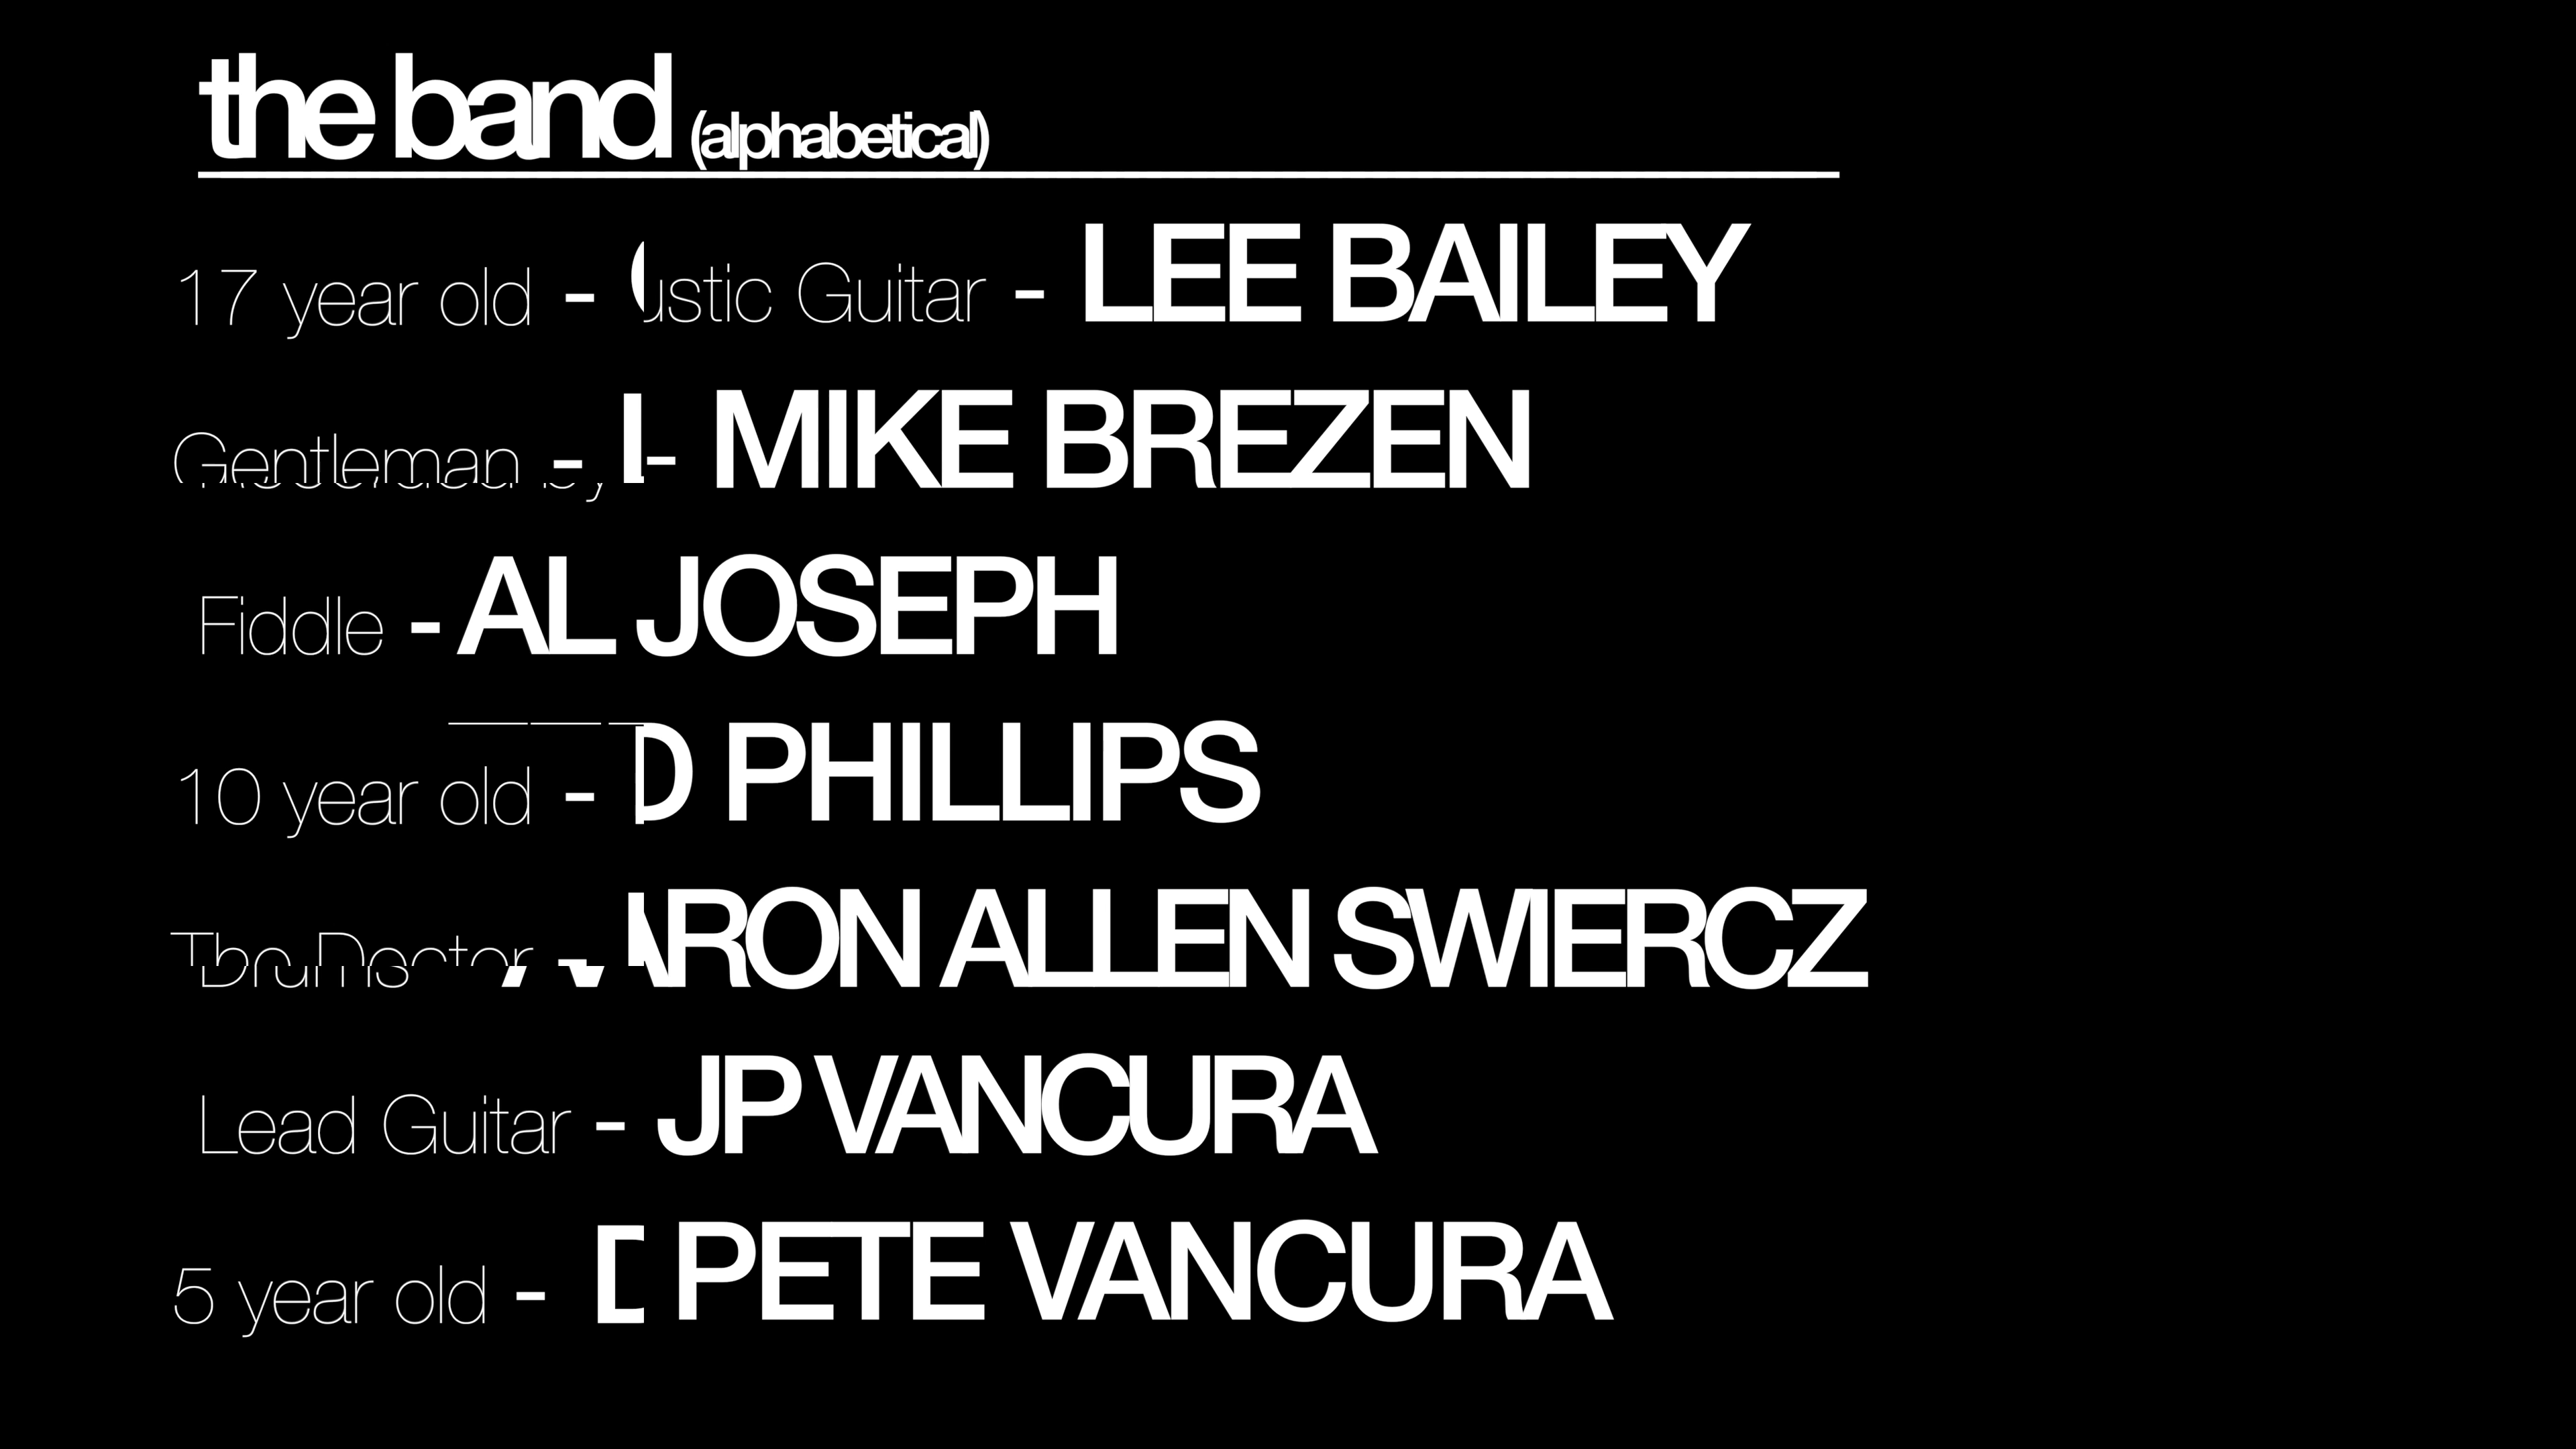 the band (alphabetical)
17 year old - ustic Guitar - LEE BAILEY
Gentleman - - MIKE BREZEN
Fiddle - AL JOSEPH
10 year old - D PHILLIPS
RON ALLEN SWIERCZ
Lead Guitar - JP VANCURA
5 year old - PETE VANCURA